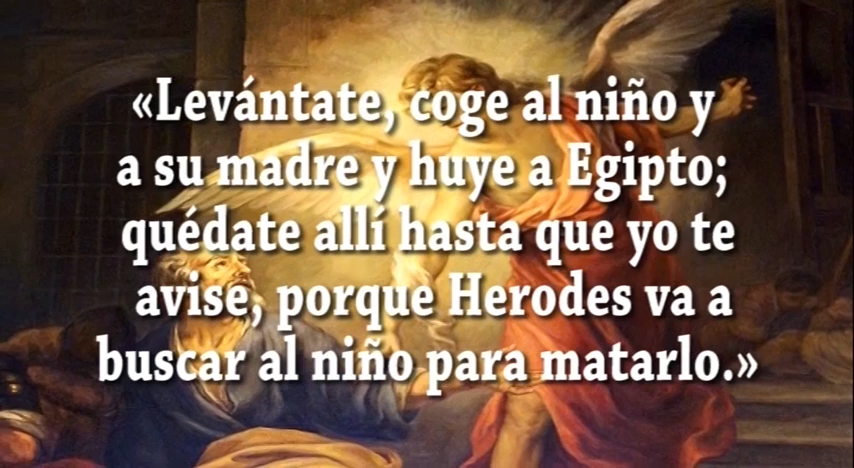 «Levántate, coge al niño y
a su madre y huye a Egipto;
quédate allí hasta que yo te
avise, porque Herodes va a
buscar al niño para matarlo.»